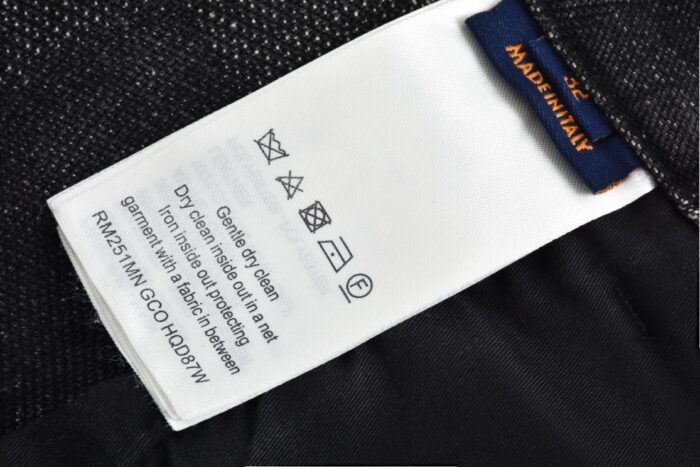 MADE IN ITALY
F
Gentle dry clean
Dry clean inside out in a net
Iron inside out protecting
garment with a fabric in between
RM251MN GCO HQD87W